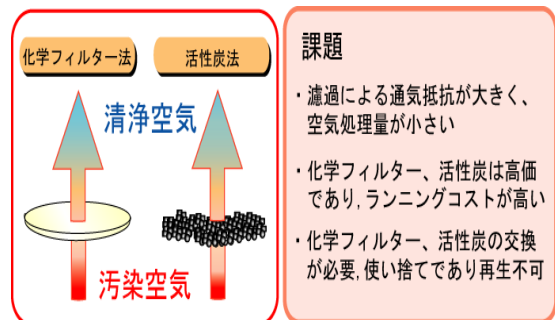 化学フィルター法
活性炭法
清浄空気
汚染空気
課題
・濾過による通気抵抗が大きく、
空気処理量が小さい
・化学フィルター、活性炭は高価
であり,ランニングコストが高い
・化学フィルター、活性炭の交換
が必要,使い捨てであり再生不可